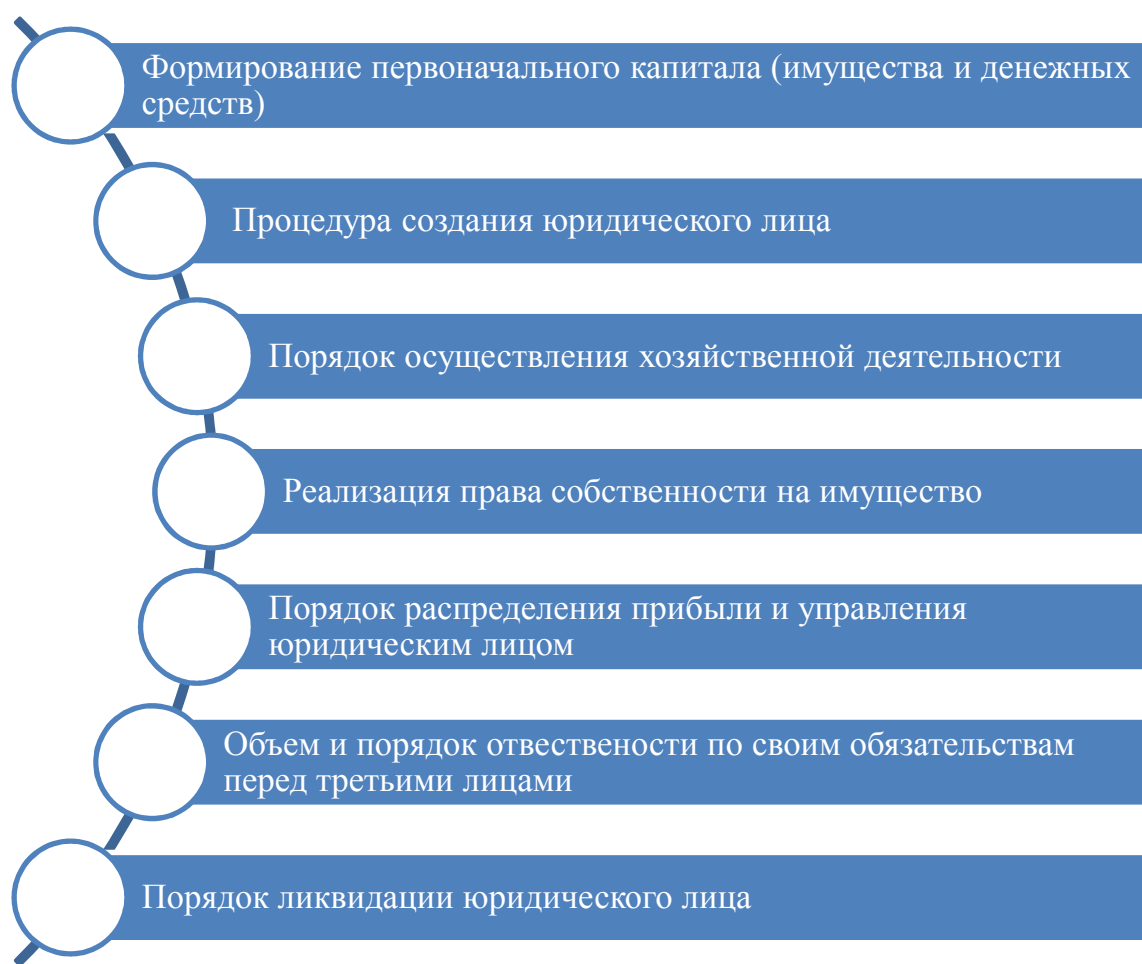 Формирование первоначального капитала (имущества и денежных
средств)
Процедура создания юридического лица
Порядок осуществления хозяйственной деятельности
Реализация права собственности на имущество
Порядок распределения прибыли и управления
юридическим лицом
Объем и порядок отвествености по своим обязательствам
перед третьими лицами
Порядок ликвидации юридического лица